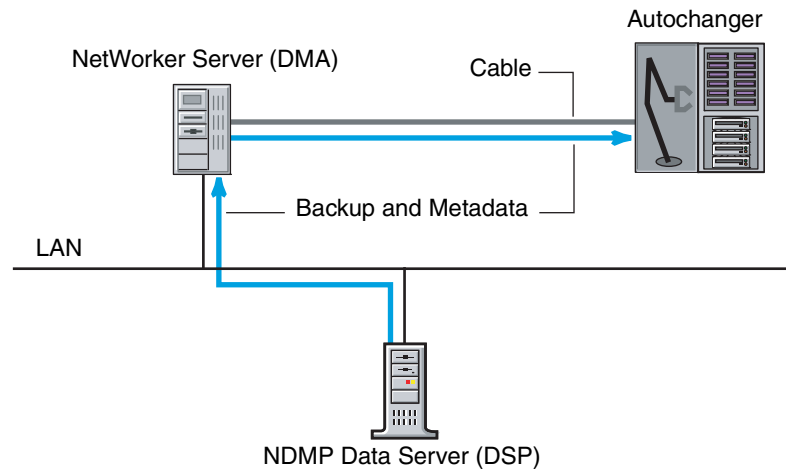 Autochanger
NetWorker Server (DMA)
Cable
Backup and Metadata
LAN
NDMP Data Server (DSP)